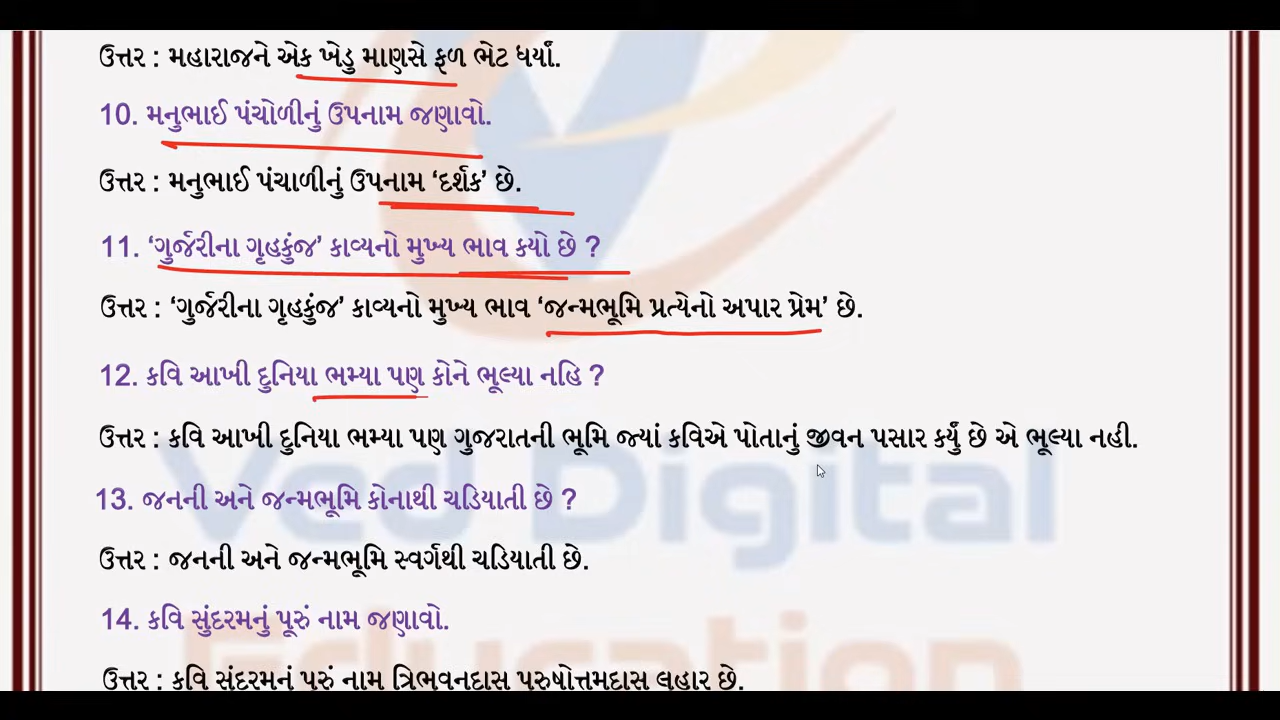 ઉત્તર : મહારાજને એક ખેડુ માણસે ફળ ભેટ ધર્યાં.
10. મનુભાઈ પંચોળીનું ઉપનામ જણાવો.
ઉત્તર : મનુભાઈ પંચાળીનું ઉપનામ ‘દર્શક’ છે.
11. ‘ગુર્જરીના ગૃહકુંજ’ કાવ્યનો મુખ્ય ભાવ કયો છે ?
ઉત્તર : ‘ગુર્જરીના ગૃહકુંજ’ કાવ્યનો મુખ્ય ભાવ ‘જન્મભૂમિ પ્રત્યેનો અપાર પ્રેમ’ છે.
12. કવિ આખી દુનિયા ભમ્યા પણ કોને ભૂલ્યા નહિ ?
ઉત્તર : કવિ આખી દુનિયા ભમ્યા પણ ગુજરાતની ભૂમિ જ્યાં કવિએ પોતાનું જીવન પસાર કર્યું છે એ ભૂલ્યા નહી.
13. જનની અને જન્મભૂમિ કોનાથી ચડિયાતી છે ?
Ved Digital
ઉત્તર : જનની અને જન્મભૂમિ સ્વર્ગથી ચડિયાતી છે.
14. કવિ સુંદરમનું પૂરું નામ જણાવો.
Education
ઉત્તર : કવિ સુંદરમનું પુરું નામ ત્રિભુવનદાસ પુરુષોત્તમદાસ લુહાર છે.